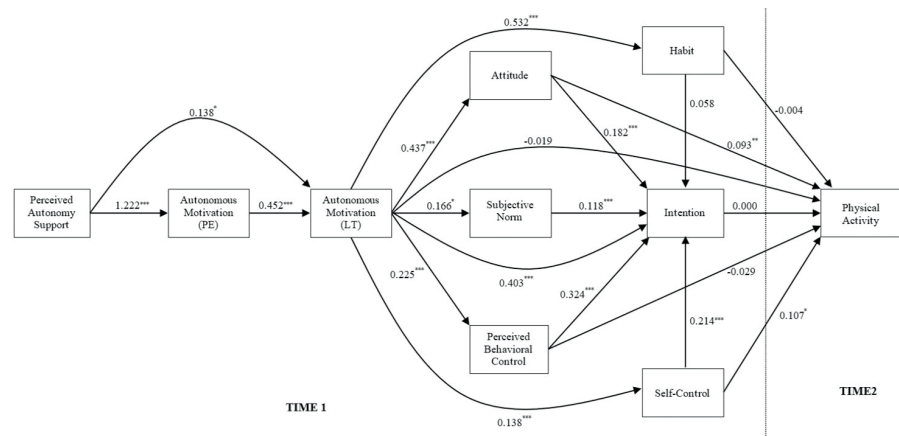 0.532***
Habit
Attitude
0.058
-0.004
0.138*
0.182***
0.093**
0.437***
-0.019
Perceived
Autonomy
Support
1.222***
Autonomous
Motivation
(PE)
0.452***
Autonomous
Motivation
(LT)
0.166*
Subjective
Norm
0.118***
Intention
0.000
Physical
Activity
0.225***
0.403***
0.324***
-0.029
Perceived
Behavioral
Control
0.214***
0.107*
Self-Control
0.138***
TIME 1
TIME2